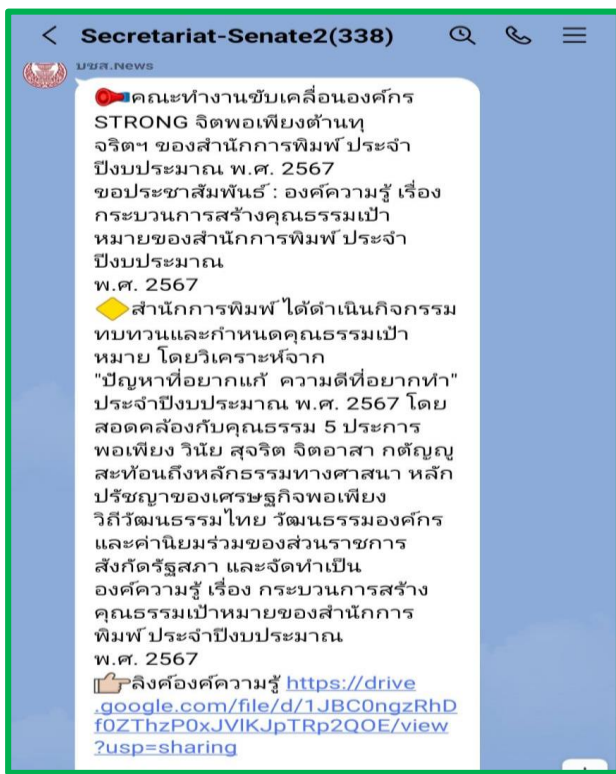 Secretariat-Senate2(338)
บชส.News
คณะทำงานขับเคลื่อนองค์กร
STRONG จิตพอเพียงต้านทุ
จริตฯ ของสำนักการพิมพ์ ประจำ
ปีงบประมาณ พ.ศ. 2567
ขอประชาสัมพันธ์ : องค์ความรู้ เรื่อง
กระบวนการสร้างคุณธรรมเป้า
หมายของสำนักการพิมพ์ ประจำ
ปีงบประมาณ
พ.ศ. 2567
สำนักการพิมพ์ ได้ดำเนินกิจกรรม
ทบทวนและกำหนดคุณธรรมเป้า
หมาย โดยวิเคราะห์จาก
"ปัญหาที่อยากแก้ ความดีที่อยากทำ"
ประจำปีงบประมาณ พ.ศ. 2567 โดย
สอดคล้องกับคุณธรรม 5 ประการ
พอเพียง วินัย สุจริต จิตอาสา กตัญญู
สะท้อนถึงหลักธรรมทางศาสนา หลัก
ปรัชญาของเศรษฐกิจพอเพียง
วิถีวัฒนธรรมไทย วัฒนธรรมองค์กร
และค่านิยมร่วมของส่วนราชการ
สังกัดรัฐสภา และจัดทำเป็น
องค์ความรู้ เรื่อง กระบวนการสร้าง
คุณธรรมเป้าหมายของสำนักการ
พิมพ์ ประจำปีงบประมาณ
พ.ศ. 2567
ลิงค์องค์ความรู้ https://drive
.google.com/file/d/1JBC0ngzRhD
f0ZThzP0xJVlKJpTRp2QOE/view
?usp=sharing